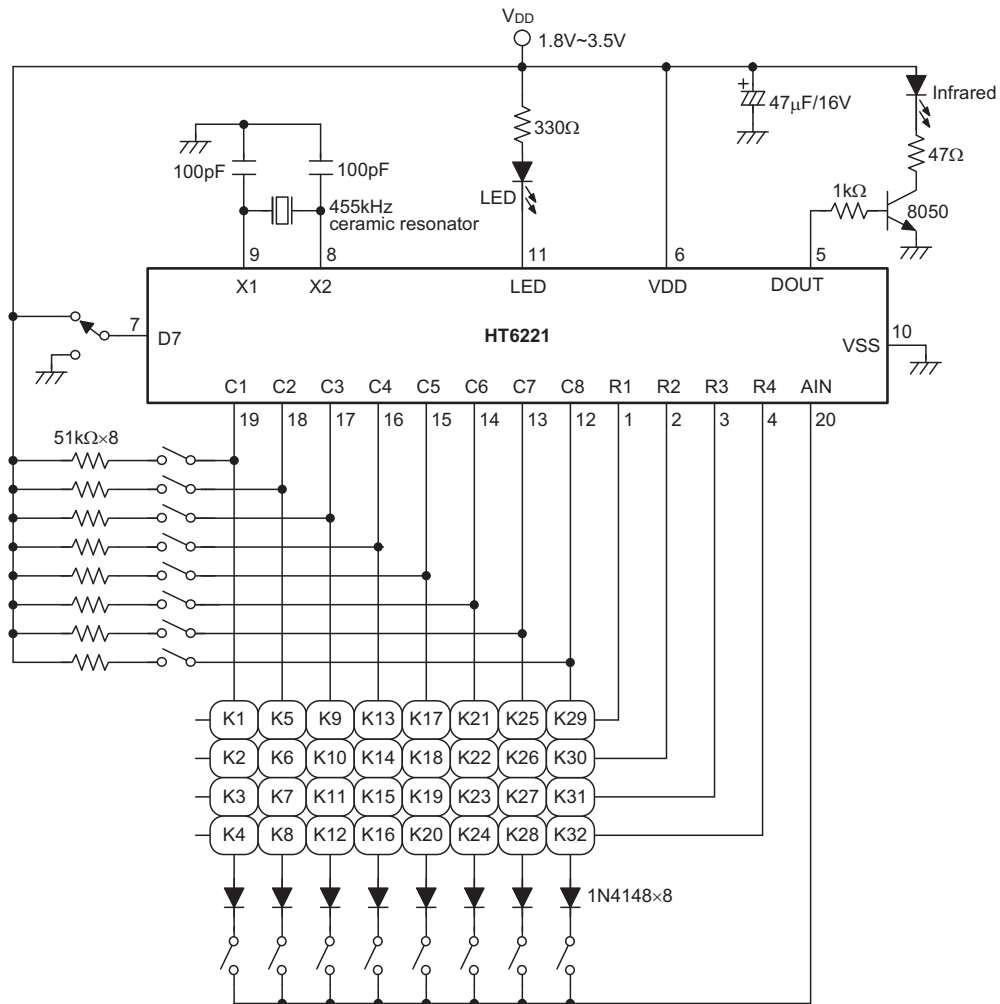 VDD
1.8V~3.5V
47μF/16V
Infrared
330Ω
47Ω
100pF
100pF
LED
1kΩ
8050
455kHz
ceramic resonator
9 8 11 6 5
X1 X2 LED VDD DOUT
7 D7
HT6221
VSS 10
C1 C2 C3 C4 C5 C6 C7 C8 R1 R2 R3 R4 AIN
19 18 17 16 15 14 13 12 1 2 3 4 20
51kΩ×8
K1 K5 K9 K13 K17 K21 K25 K29
K2 K6 K10 K14 K18 K22 K26 K30
K3 K7 K11 K15 K19 K23 K27 K31
K4 K8 K12 K16 K20 K24 K28 K32
1N4148×8